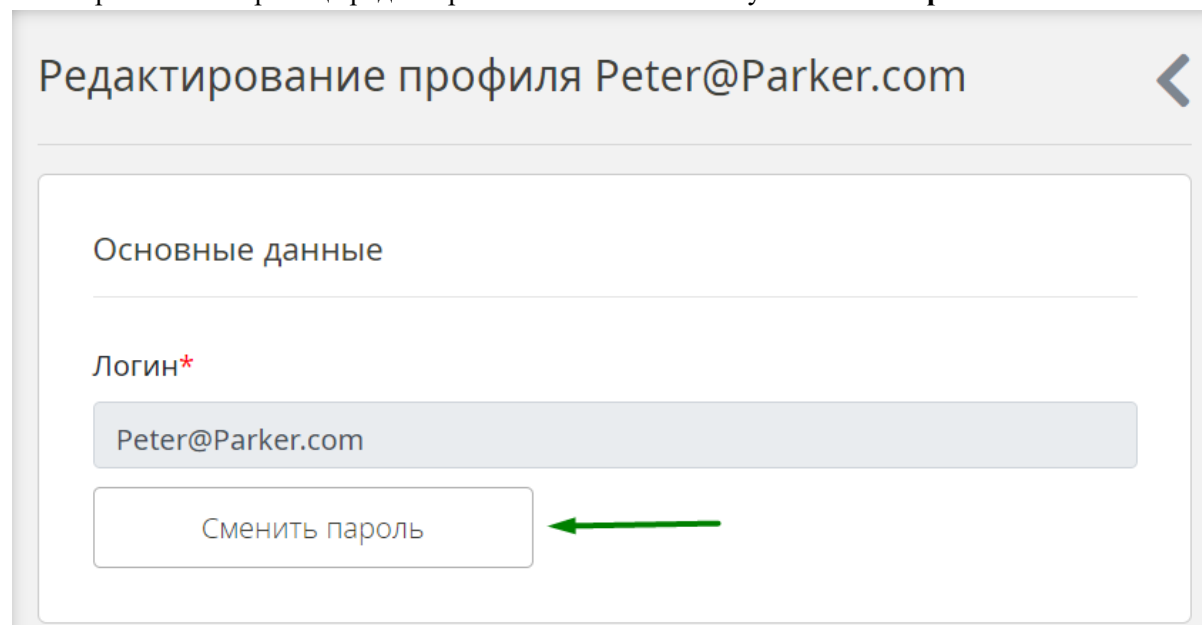 Редактирование профиля Peter@Parker.com
Основные данные
Логин*
Peter@Parker.com
Сменить пароль